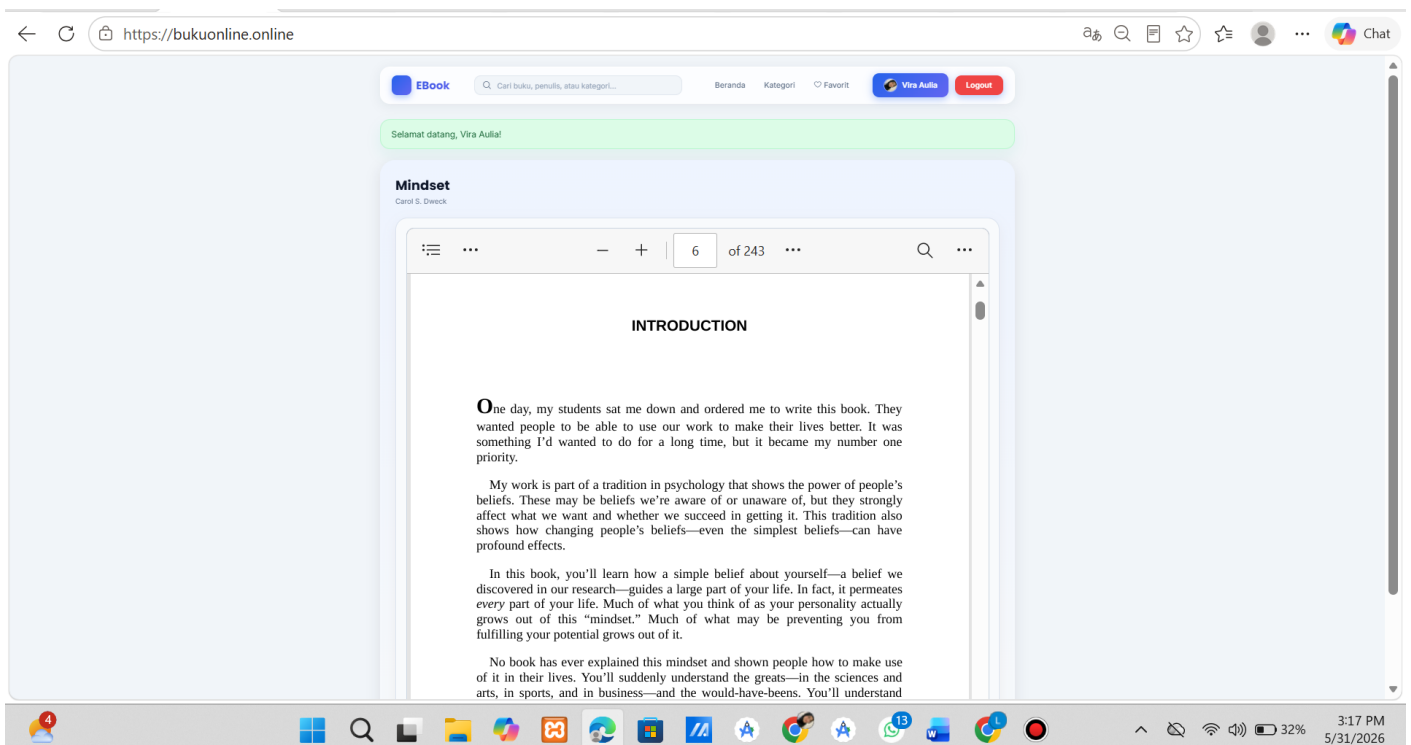 https://bukuonline.online
Chat
EBook
Cari buku, penulis, atau kategori...
Beranda
Kategori
Favorit
Vira Aulia
Logout
Selamat datang, Vira Aulia!
Mindset
Carol S. Dweck
6 of 243
INTRODUCTION
One day, my students sat me down and ordered me to write this book. They
wanted people to be able to use our work to make their lives better. It was
something I’d wanted to do for a long time, but it became my number one
priority.
My work is part of a tradition in psychology that shows the power of people’s
beliefs. These may be beliefs we’re aware of or unaware of, but they strongly
affect what we want and whether we succeed in getting it. This tradition also
shows how changing people’s beliefs—even the simplest beliefs—can have
profound effects.
In this book, you’ll learn how a simple belief about yourself—a belief we
discovered in our research—guides a large part of your life. In fact, it permeates
every part of your life. Much of what you think of as your personality actually
grows out of this “mindset.” Much of what may be preventing you from
fulfilling your potential grows out of it.
No book has ever explained this mindset and shown people how to make use
of it in their lives. You’ll suddenly understand the greats—in the sciences and
arts, in sports, and in business—and the would-have-beens. You’ll understand
4
13
L
32%
3:17 PM
5/31/2026